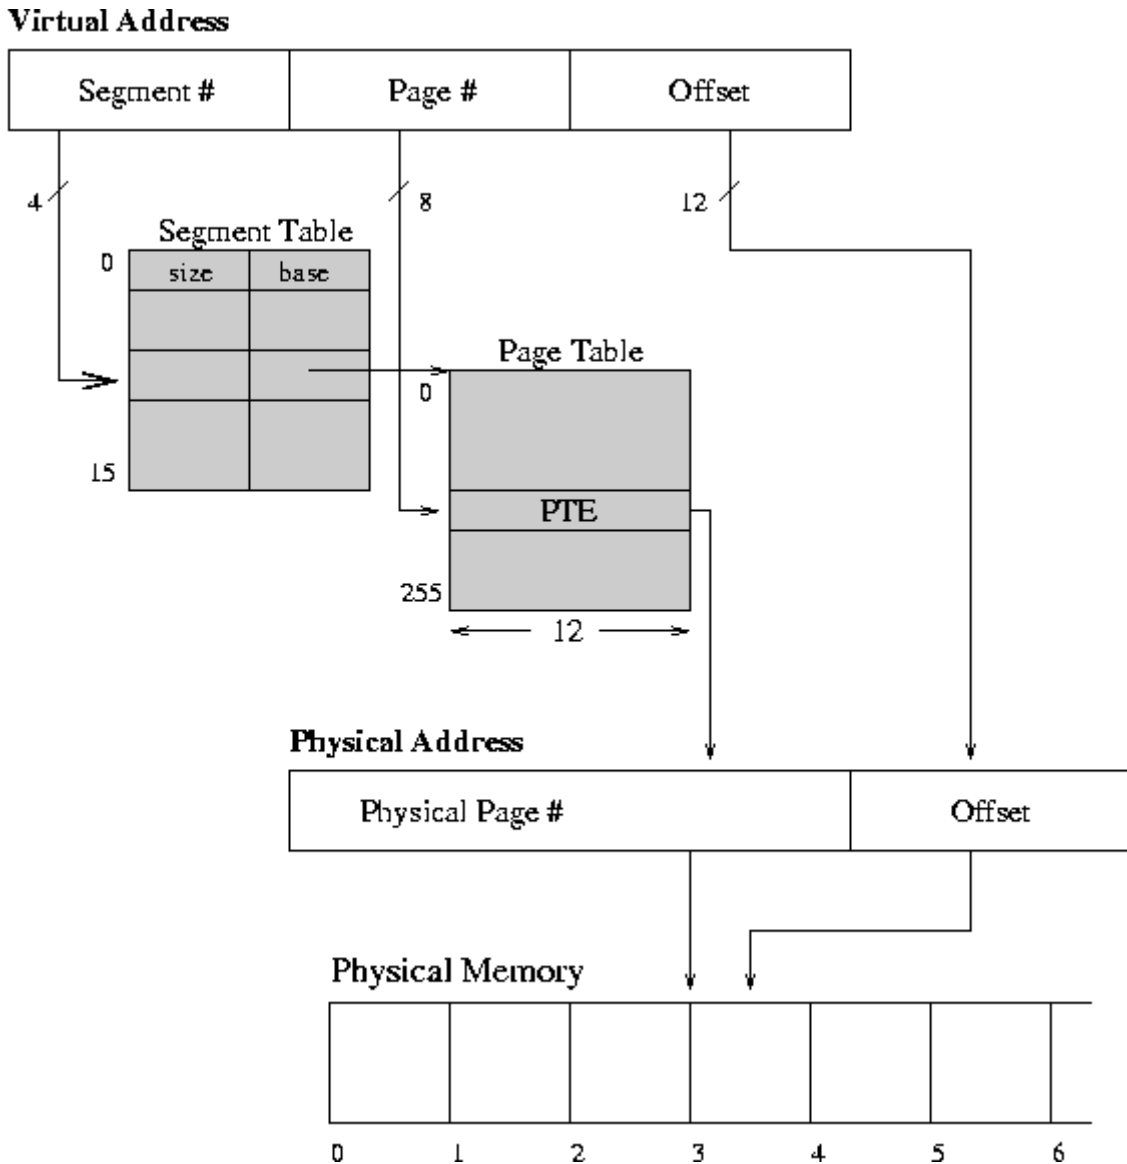 Virtual Address
Segment # Page # Offset
4 8 12
Segment Table
0 size base
Page Table
0
15
PTE
255
12
Physical Address
Physical Page # Offset
Physical Memory
0 1 2 3 4 5 6